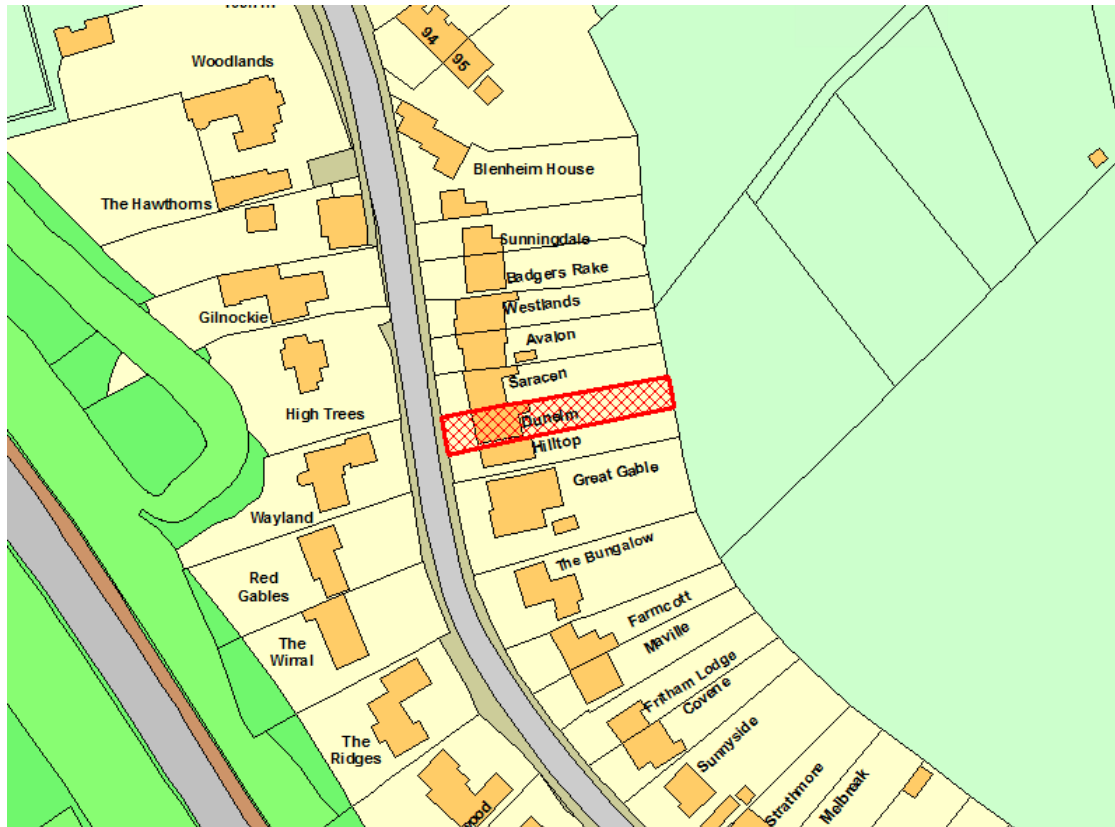 94
95
Woodlands
Blenheim House
The Hawthorns
Sunningdale
Badgers Rake
Westlands
Gilnockie
Avalon
Saracen
High Trees
Dunelm
Hilltop
Great Gable
Wayland
The Bungalow
Red
Gables
Farmcott
Maville
The
Wirral
Fritham Lodge
Covene
The
Ridges
Sunnyside
Strathmore
Melbreak